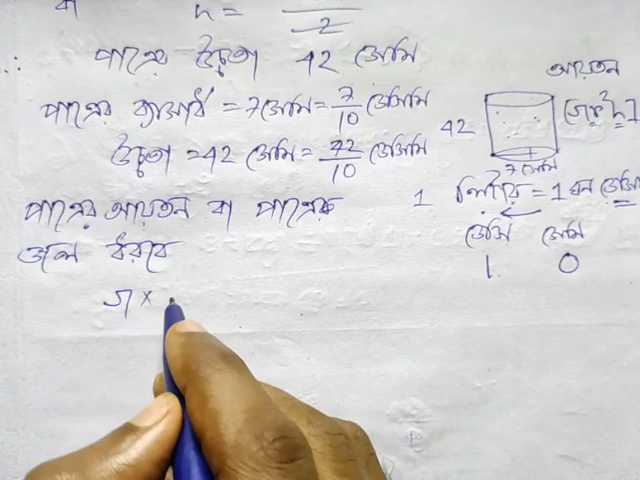 বা h = ― 2
∴ পাত্রের উচ্চতা 42 সেমি
পাত্রের ব্যাসার্ধ = 7 সেমি = 7/10 ডেসিমি
উচ্চতা = 42 সেমি = 42/10 ডেসিমি
পাত্রের আয়তন বা পাত্রের
জল ধরবে
π ×
আয়তন
[πr²h]
42
7 সেমি
1 লিটার = 1 ঘন ডেসি
ডেসি সেমি
1 0